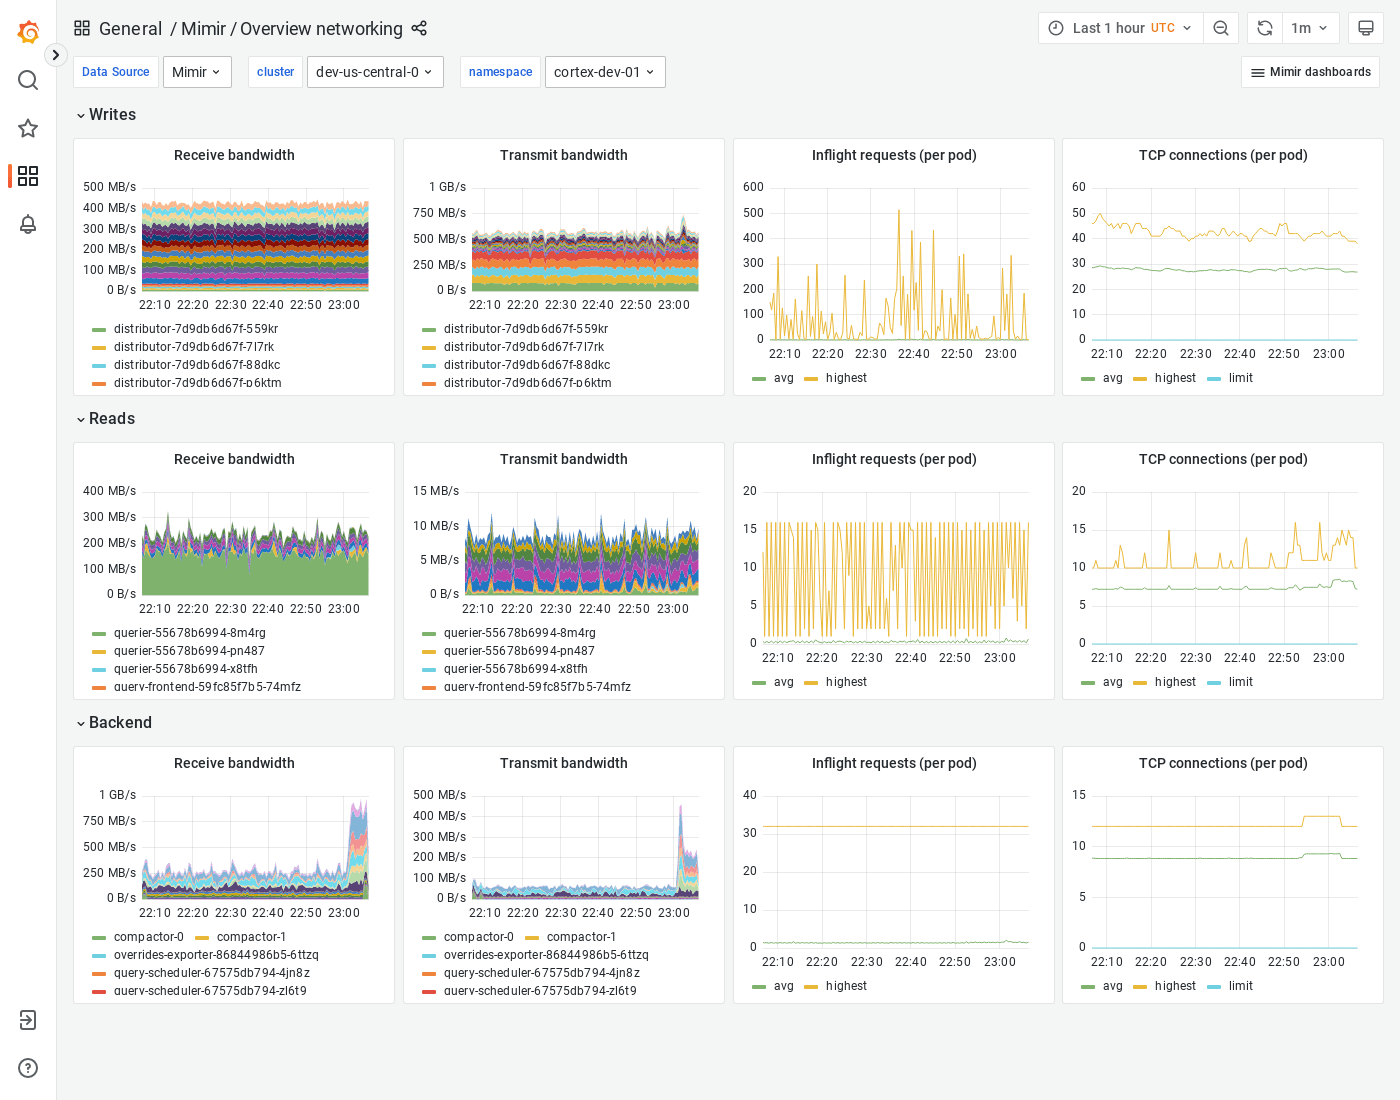 General / Mimir / Overview networking
Last 1 hour UTC
1m
Data Source Mimir cluster dev-us-central-0 namespace cortex-dev-01 Mimir dashboards
Writes
Receive bandwidth
500 MB/s
400 MB/s
300 MB/s
200 MB/s
100 MB/s
0 B/s
22:10 22:20 22:30 22:40 22:50 23:00
distributor-7d9db6d67f-559kr
distributor-7d9db6d67f-7l7rk
distributor-7d9db6d67f-88dkc
distributor-7d9db6d67f-p6ktm
Transmit bandwidth
1 GB/s
750 MB/s
500 MB/s
250 MB/s
0 B/s
22:10 22:20 22:30 22:40 22:50 23:00
distributor-7d9db6d67f-559kr
distributor-7d9db6d67f-7l7rk
distributor-7d9db6d67f-88dkc
distributor-7d9db6d67f-p6ktm
Inflight requests (per pod)
600
500
400
300
200
100
0
22:10 22:20 22:30 22:40 22:50 23:00
avg highest
TCP connections (per pod)
60
50
40
30
20
10
0
22:10 22:20 22:30 22:40 22:50 23:00
avg highest limit
Reads
Receive bandwidth
400 MB/s
300 MB/s
200 MB/s
100 MB/s
0 B/s
22:10 22:20 22:30 22:40 22:50 23:00
querier-55678b6994-8m4rg
querier-55678b6994-pn487
querier-55678b6994-x8tfh
query-frontend-59fc85f7b5-74mfz
Transmit bandwidth
15 MB/s
10 MB/s
5 MB/s
0 B/s
22:10 22:20 22:30 22:40 22:50 23:00
querier-55678b6994-8m4rg
querier-55678b6994-pn487
querier-55678b6994-x8tfh
query-frontend-59fc85f7b5-74mfz
Inflight requests (per pod)
20
15
10
5
0
22:10 22:20 22:30 22:40 22:50 23:00
avg highest
TCP connections (per pod)
20
15
10
5
0
22:10 22:20 22:30 22:40 22:50 23:00
avg highest limit
Backend
Receive bandwidth
1 GB/s
750 MB/s
500 MB/s
250 MB/s
0 B/s
22:10 22:20 22:30 22:40 22:50 23:00
compactor-0 compactor-1
overrides-exporter-86844986b5-6ttzq
query-scheduler-67575db794-4jn8z
query-scheduler-67575db794-zl6t9
Transmit bandwidth
500 MB/s
400 MB/s
300 MB/s
200 MB/s
100 MB/s
0 B/s
22:10 22:20 22:30 22:40 22:50 23:00
compactor-0 compactor-1
overrides-exporter-86844986b5-6ttzq
query-scheduler-67575db794-4jn8z
query-scheduler-67575db794-zl6t9
Inflight requests (per pod)
40
30
20
10
0
22:10 22:20 22:30 22:40 22:50 23:00
avg highest
TCP connections (per pod)
15
10
5
0
22:10 22:20 22:30 22:40 22:50 23:00
avg highest limit